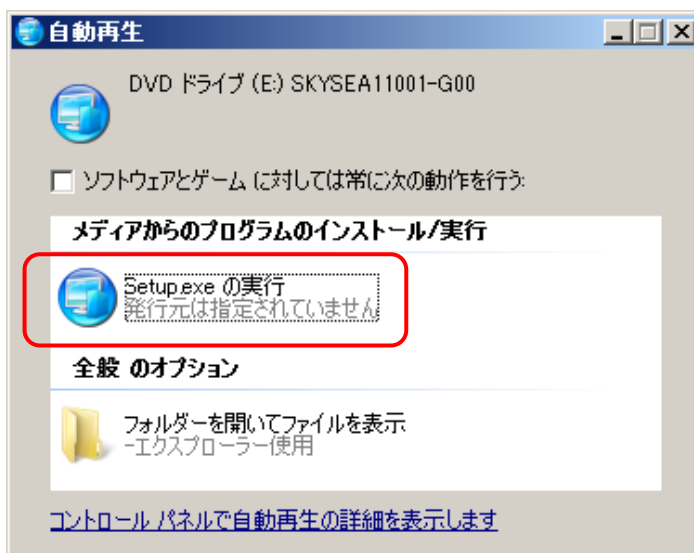 自動再生
DVD ドライブ (E:) SKYSEA11001-G00
ソフトウェアとゲーム に対しては常に次の動作を行う:
メディアからのプログラムのインストール/実行
Setup.exe の実行
発行元は指定されていません
全般 のオプション
フォルダーを開いてファイルを表示
-エクスプローラー使用
コントロール パネルで自動再生の詳細を表示します